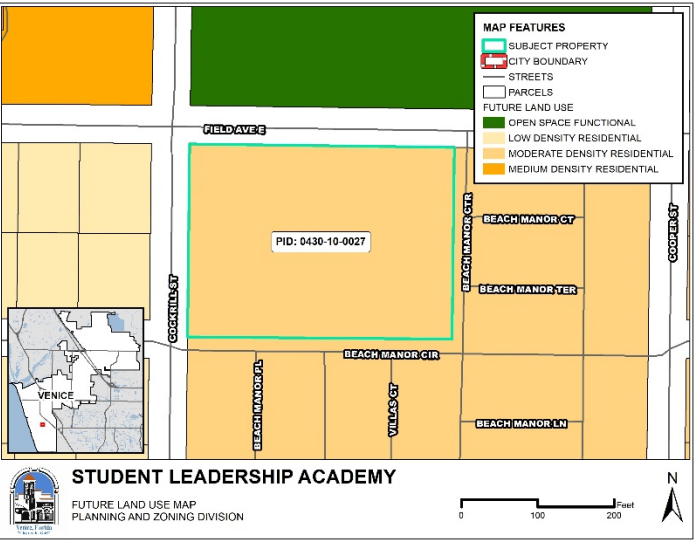 MAP FEATURES
SUBJECT PROPERTY
CITY BOUNDARY
STREETS
PARCELS
FUTURE LAND USE
OPEN SPACE FUNCTIONAL
LOW DENSITY RESIDENTIAL
MODERATE DENSITY RESIDENTIAL
MEDIUM DENSITY RESIDENTIAL
FIELD AVE E
BEACH MANOR CTR
BEACH MANOR CT
COOPER ST
PID: 0430-10-0027
BEACH MANOR TER
COCKRILL ST
BEACH MANOR CIR
BEACH MANOR PL
VILLAS CT
BEACH MANOR LN
VENICE
STUDENT LEADERSHIP ACADEMY
FUTURE LAND USE MAP
PLANNING AND ZONING DIVISION
Venice, Florida
N
Feet
0 100 200